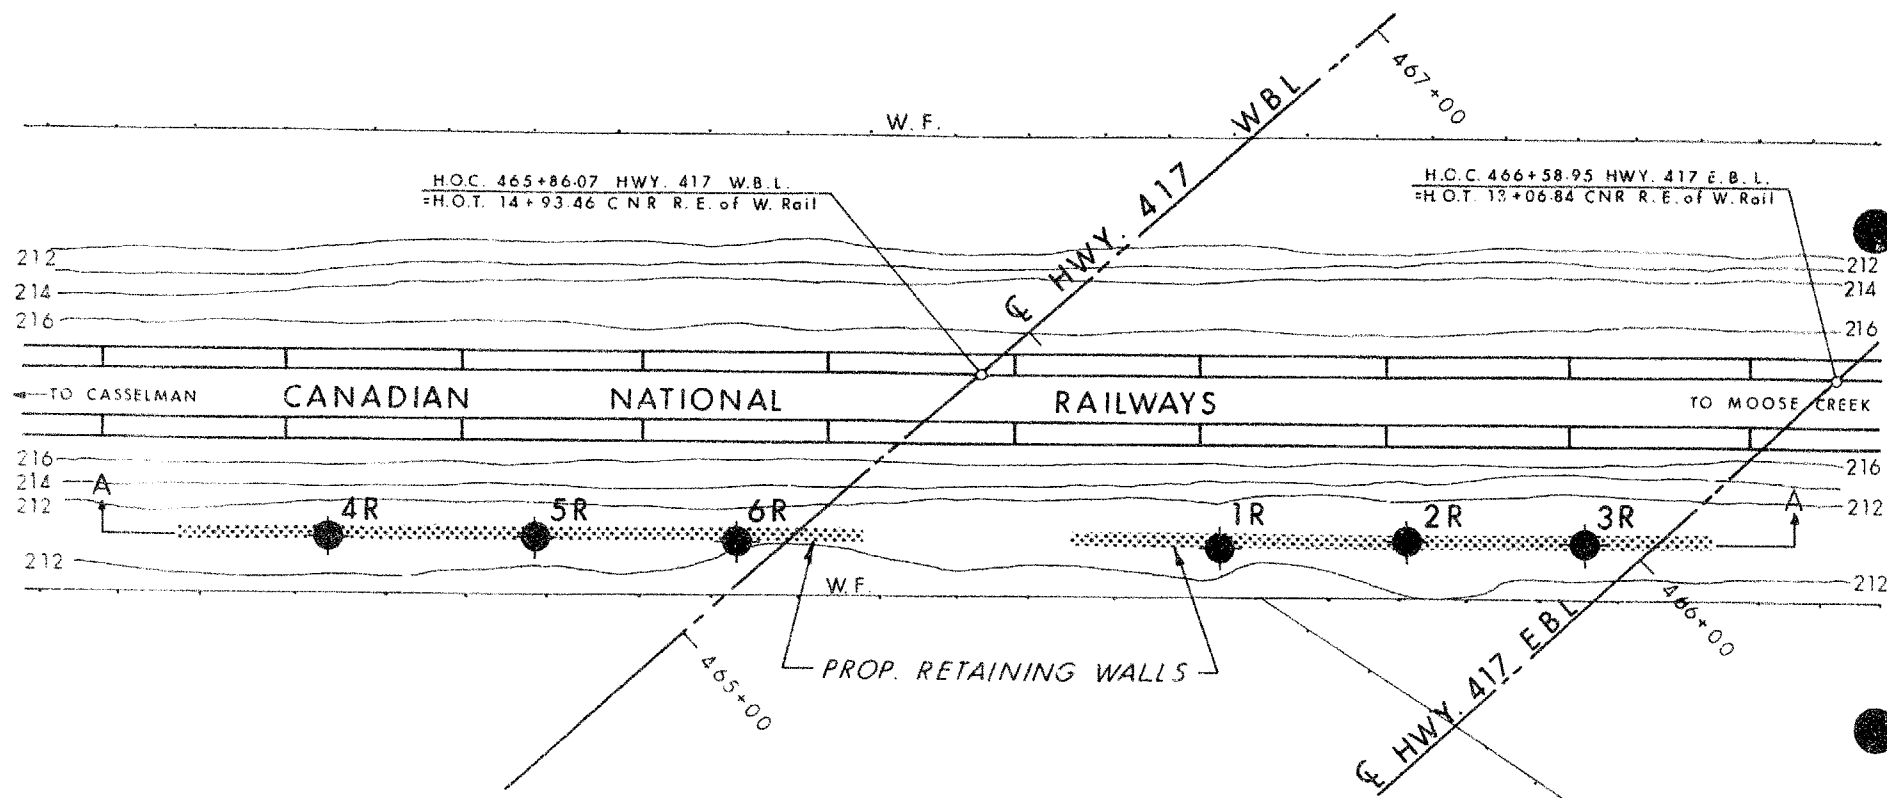 467+00
W.F.
℄ HWY. 417 WBL
H.O.C. 465+86.07 HWY. 417 W.B.L.
=H.O.T. 14+93.46 CNR R.E. of W. Rail
H.O.C. 466+58.95 HWY. 417 E.B.L.
=H.O.T. 13+06.84 CNR R.E. of W. Rail
212
212
214
214
216
216
TO CASSELMAN
CANADIAN NATIONAL RAILWAYS
TO MOOSE CREEK
216
216
214
A
A
212
212
4R
5R
6R
1R
2R
3R
212
212
W.F.
465+00
466+00
PROP. RETAINING WALLS
℄ HWY. 417 EBL